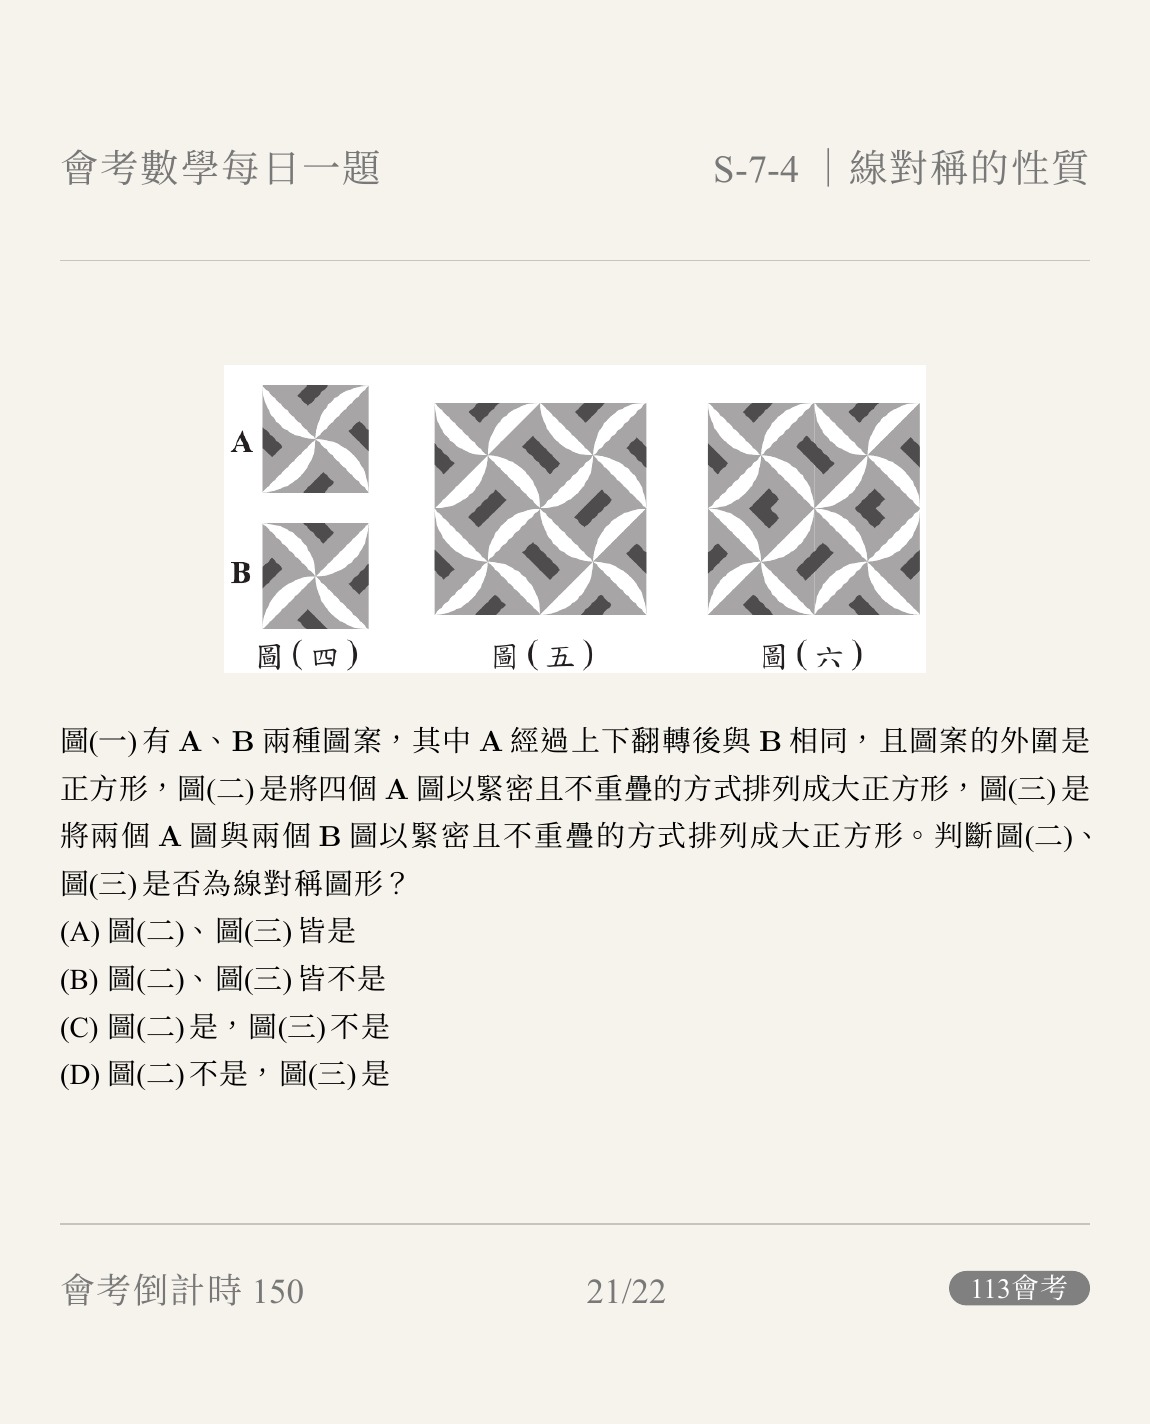 會考數學每日一題
S-7-4｜線對稱的性質
A
B
圖(四)
圖(五)
圖(六)
圖(一)有 A、B 兩種圖案，其中 A 經過上下翻轉後與 B 相同，且圖案的外圍是
正方形，圖(二)是將四個 A 圖以緊密且不重疊的方式排列成大正方形，圖(三)是
將兩個 A 圖與兩個 B 圖以緊密且不重疊的方式排列成大正方形。判斷圖(二)、
圖(三)是否為線對稱圖形？
(A) 圖(二)、圖(三)皆是
(B) 圖(二)、圖(三)皆不是
(C) 圖(二)是，圖(三)不是
(D) 圖(二)不是，圖(三)是
會考倒計時 150
21/22
113會考